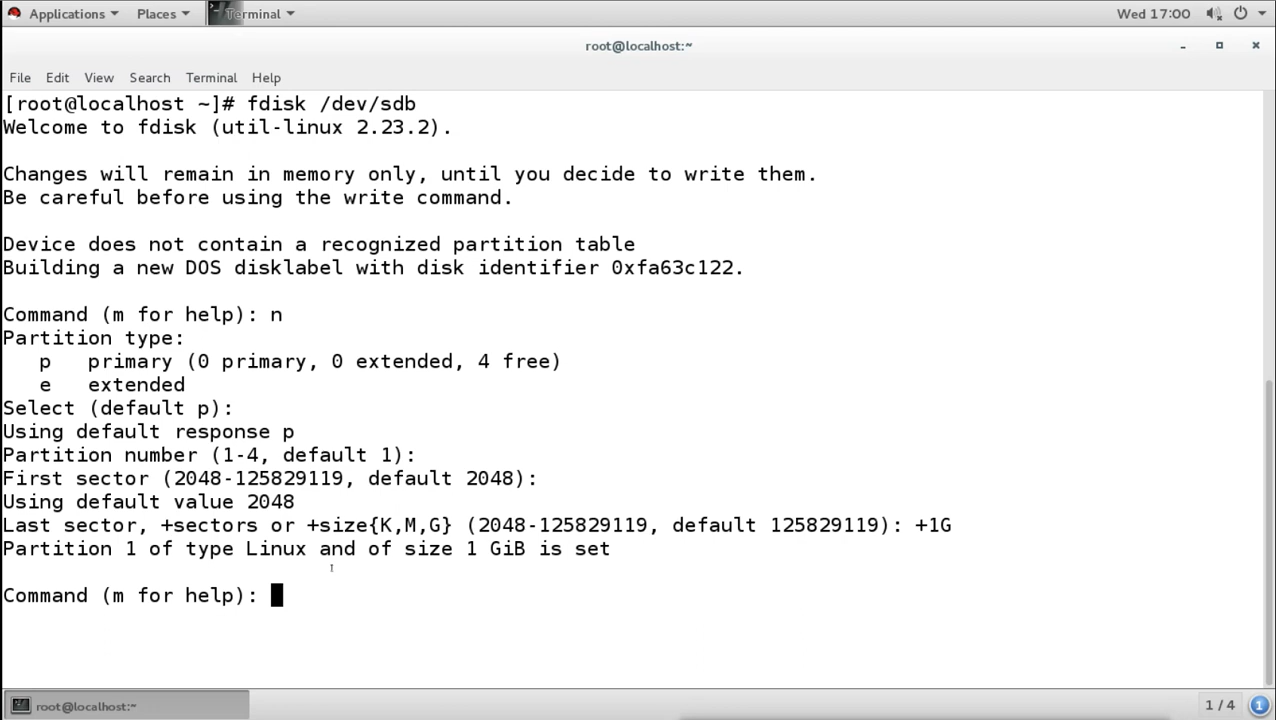 Applications Places Terminal Wed 17:00
root@localhost:~
File Edit View Search Terminal Help
[root@localhost ~]# fdisk /dev/sdb
Welcome to fdisk (util-linux 2.23.2).
Changes will remain in memory only, until you decide to write them.
Be careful before using the write command.
Device does not contain a recognized partition table
Building a new DOS disklabel with disk identifier 0xfa63c122.
Command (m for help): n
Partition type:
   p   primary (0 primary, 0 extended, 4 free)
   e   extended
Select (default p):
Using default response p
Partition number (1-4, default 1):
First sector (2048-125829119, default 2048):
Using default value 2048
Last sector, +sectors or +size{K,M,G} (2048-125829119, default 125829119): +1G
Partition 1 of type Linux and of size 1 GiB is set
Command (m for help):
root@localhost:~ 1 / 4 1